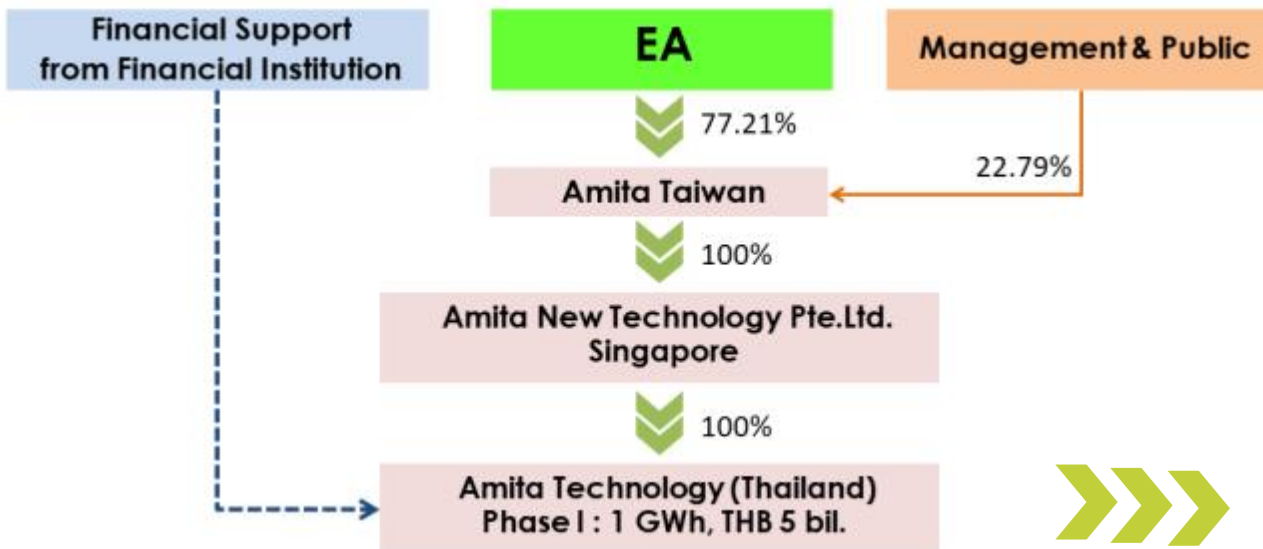 Financial Support
from Financial Institution
EA
Management & Public
77.21%
22.79%
Amita Taiwan
100%
Amita New Technology Pte.Ltd.
Singapore
100%
Amita Technology (Thailand)
Phase I : 1 GWh, THB 5 bil.